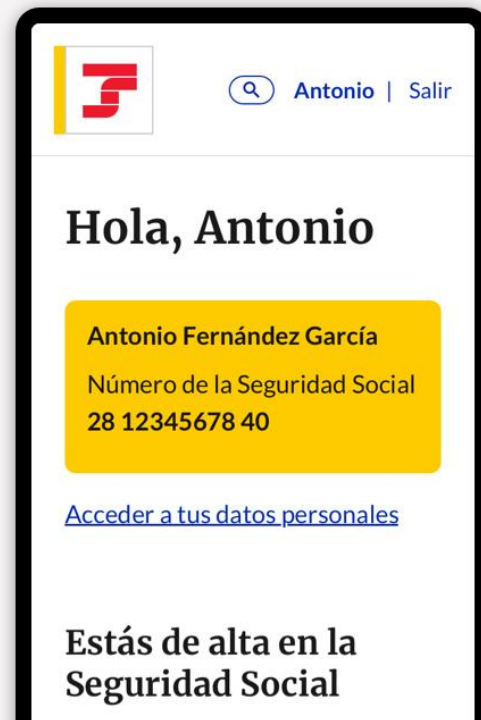 Antonio | Salir
Hola, Antonio
Antonio Fernández García
Número de la Seguridad Social
28 12345678 40
Acceder a tus datos personales
Estás de alta en la
Seguridad Social